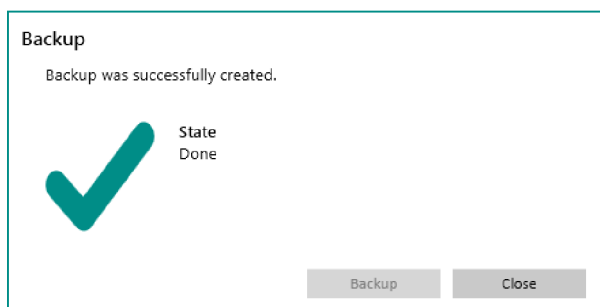 Backup
Backup was successfully created.
State
Done
Backup
Close